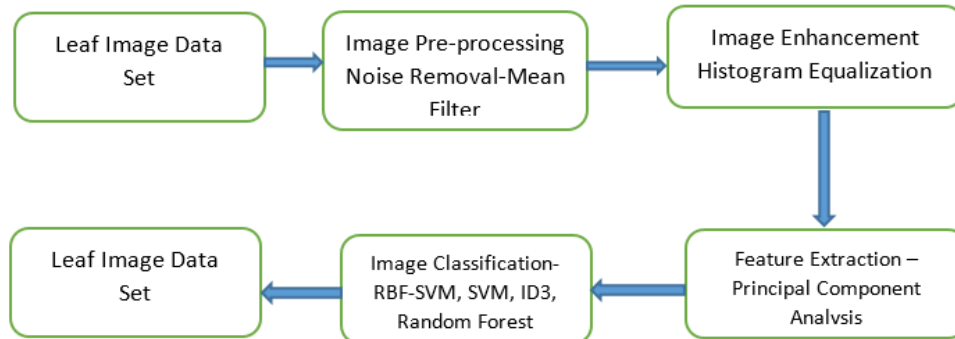 Leaf Image Data
Set
Image Pre-processing
Noise Removal-Mean
Filter
Image Enhancement
Histogram Equalization
Feature Extraction –
Principal Component
Analysis
Image Classification-
RBF-SVM, SVM, ID3,
Random Forest
Leaf Image Data
Set